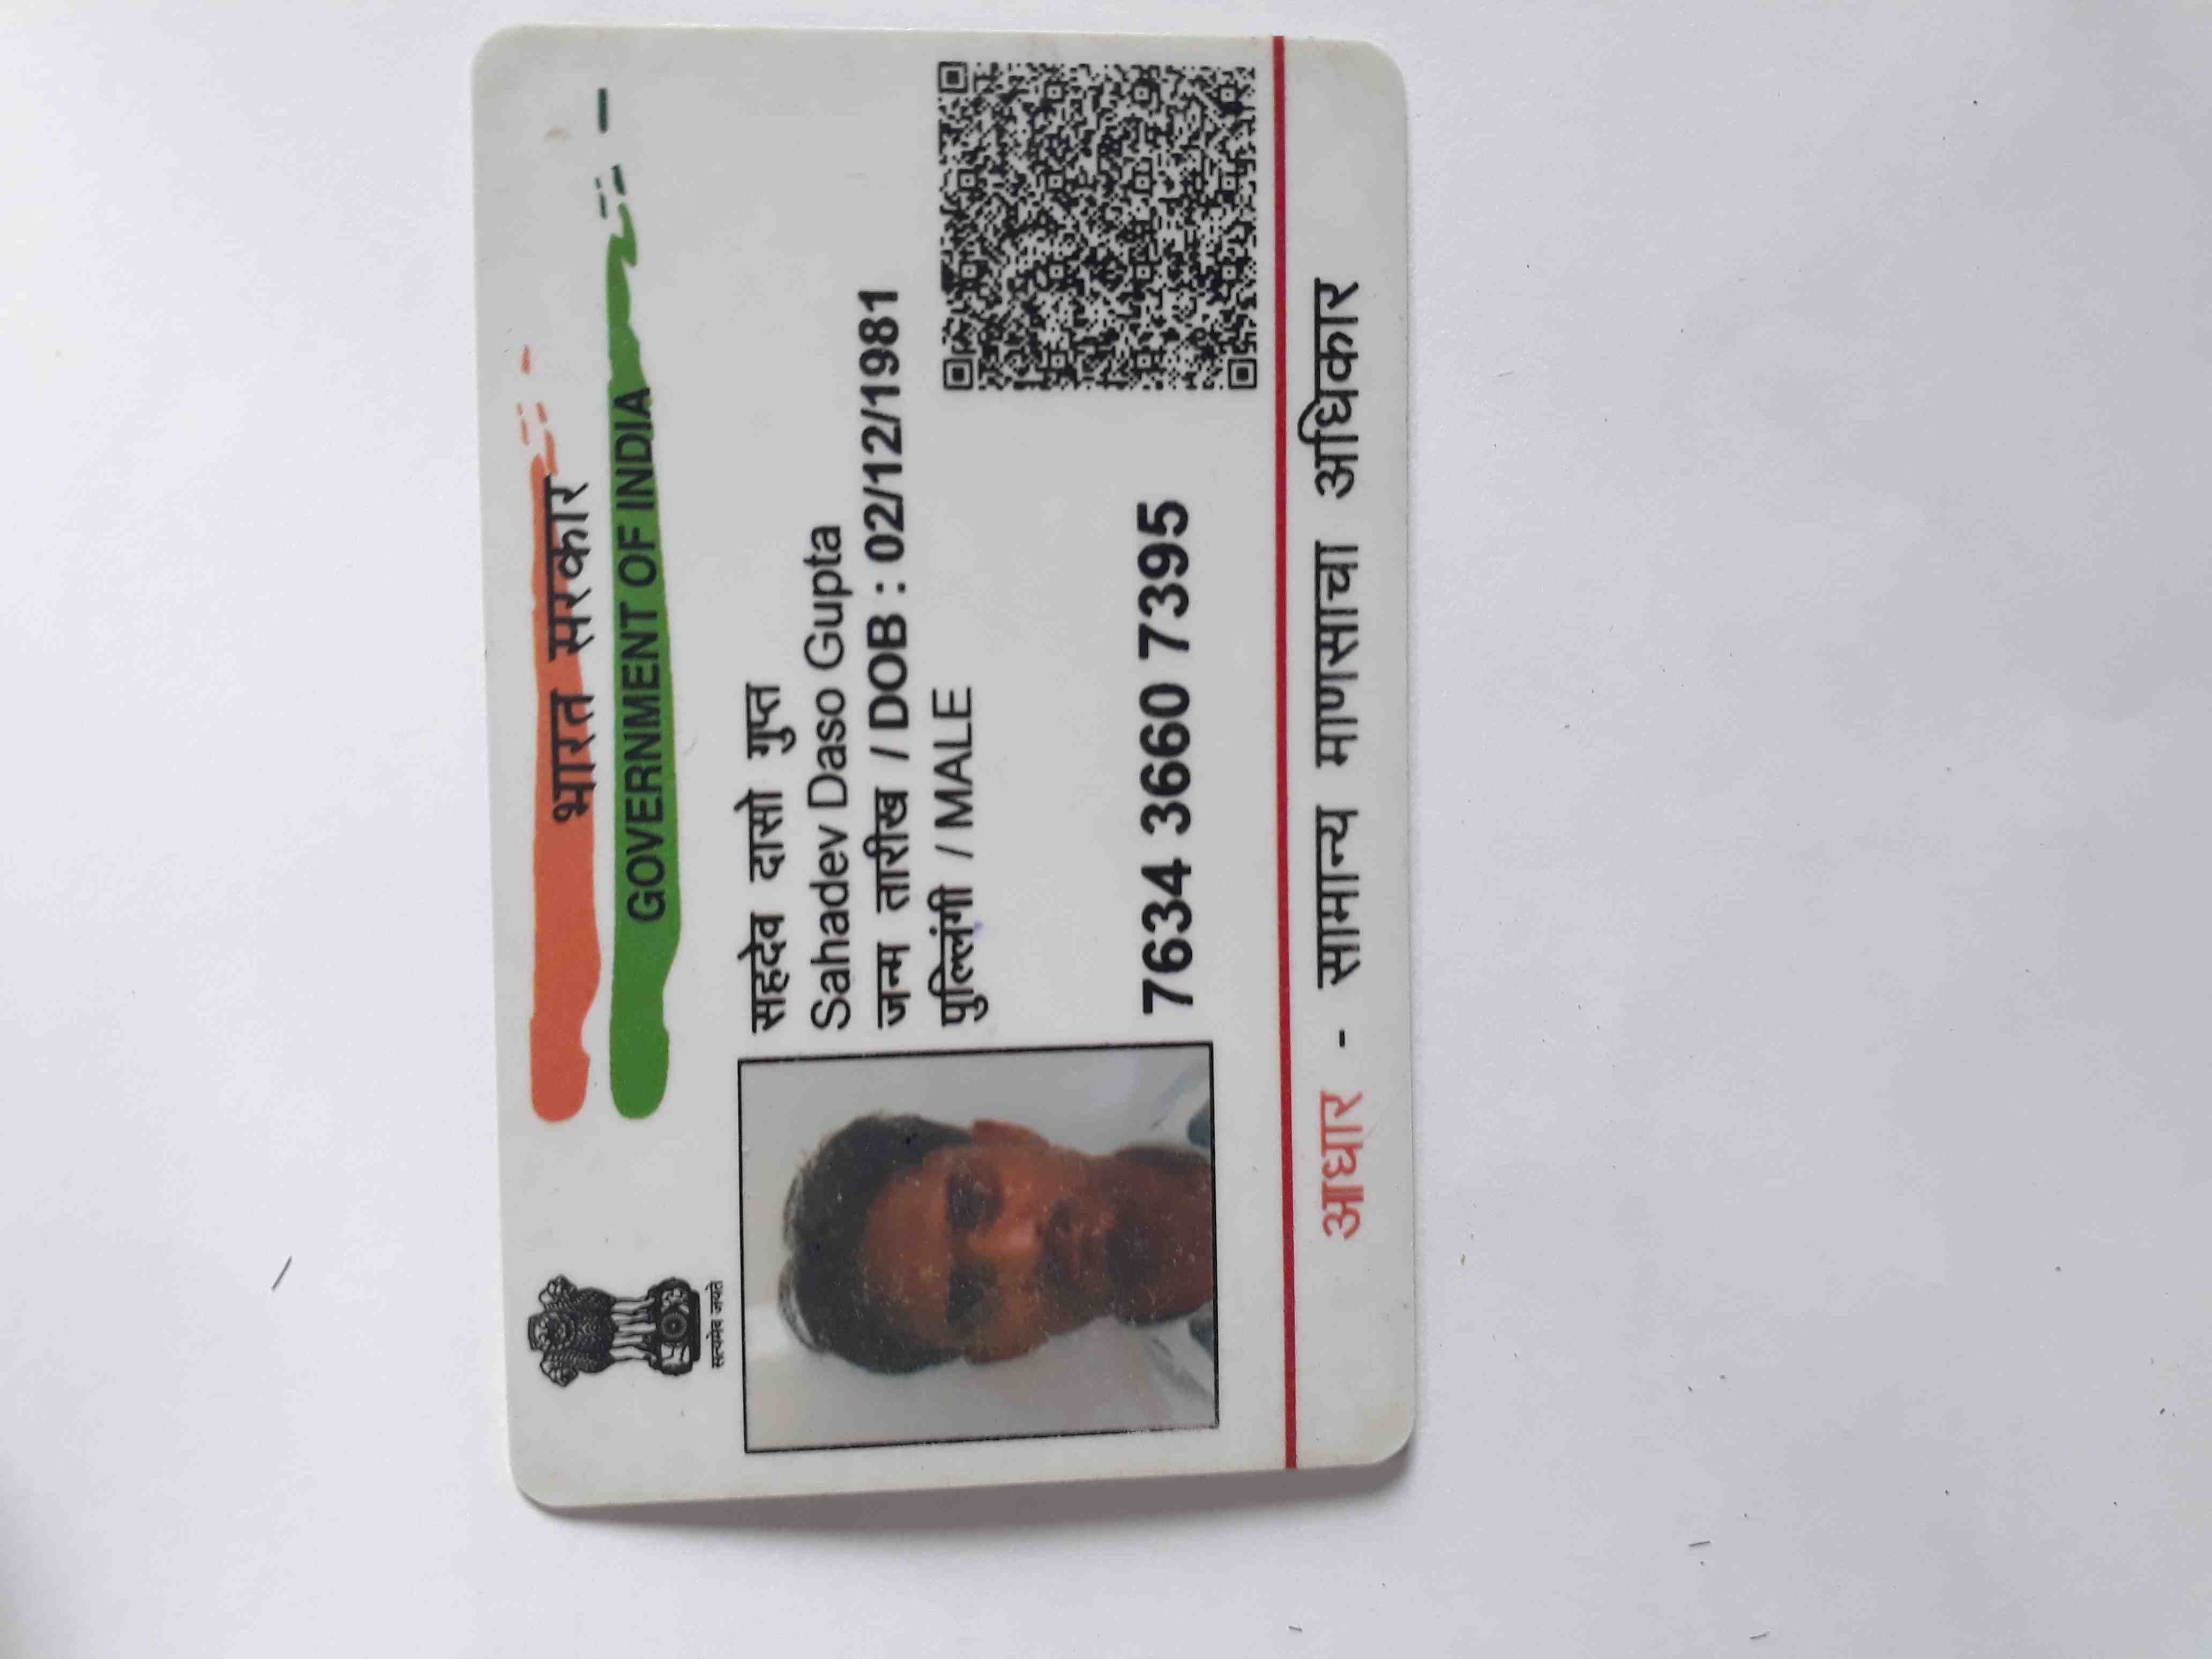 भारत सरकार
GOVERNMENT OF INDIA
सत्यमेव जयते
सहदेव दासो गुप्त
Sahadev Daso Gupta
जन्म तारीख / DOB : 02/12/1981
पुल्लिंगी / MALE
7634 3660 7395
आधार - सामान्य माणसाचा अधिकार